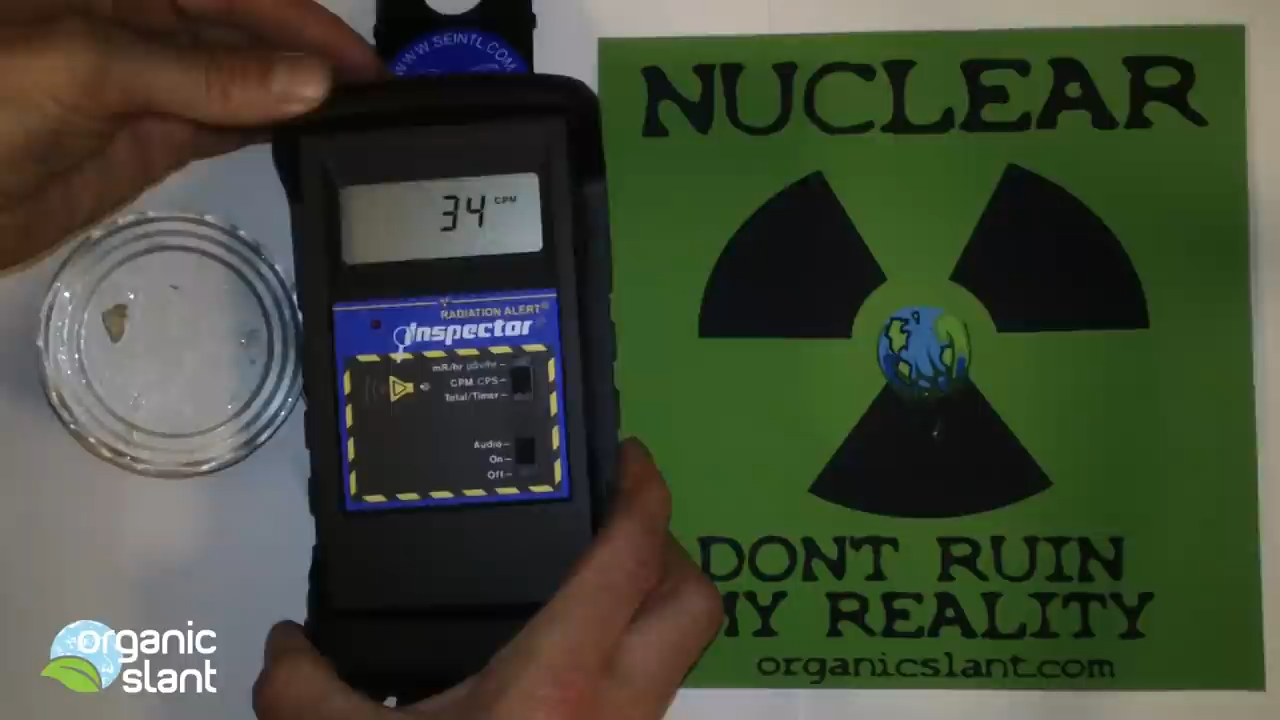 WWW.SEINTL.COM
34 CPM
RADIATION ALERT®
Inspector
mR/hr µSv/hr
CPM CPS
Total/Timer
Audio
On
Off
NUCLEAR
DON'T RUIN
MY REALITY
organicslant.com
organic
slant